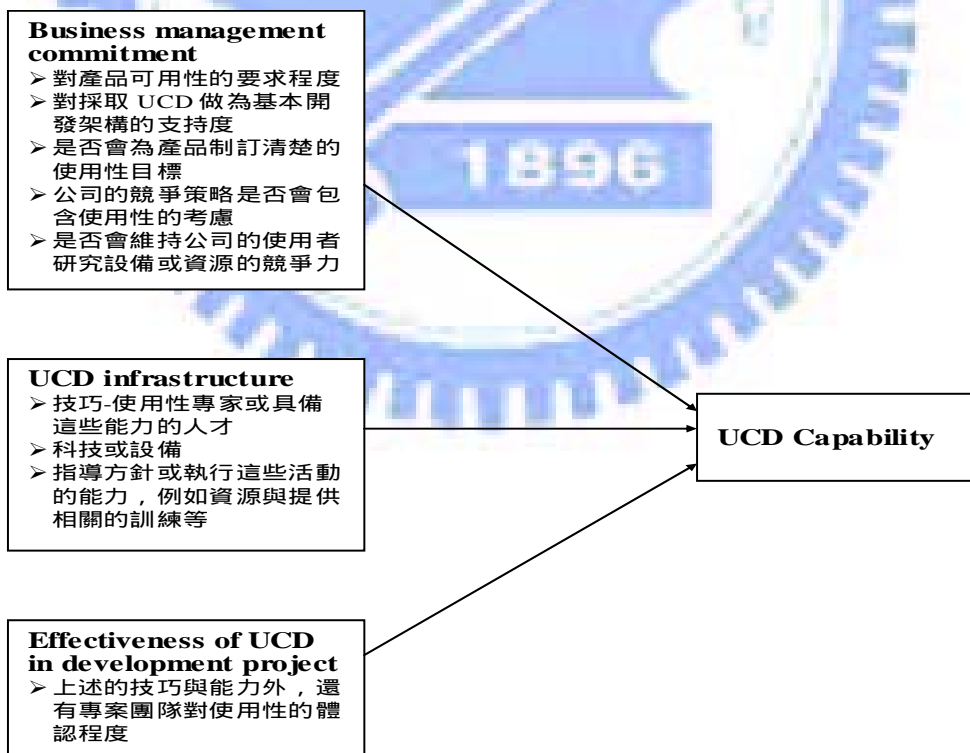 Business management
commitment
➢ 對產品可用性的要求程度
➢ 對採取 UCD 做為基本開
發架構的支持度
➢ 是否會為產品制訂清楚的
使用性目標
➢ 公司的競爭策略是否會包
含使用性的考慮
➢ 是否會維持公司的使用者
研究設備或資源的競爭力
1896
UCD infrastructure
➢ 技巧-使用性專家或具備
這些能力的人才
➢ 科技或設備
➢ 指導方針或執行這些活動
的能力，例如資源與提供
相關的訓練等
UCD Capability
Effectiveness of UCD
in development project
➢ 上述的技巧與能力外，還
有專案團隊對使用性的體
認程度